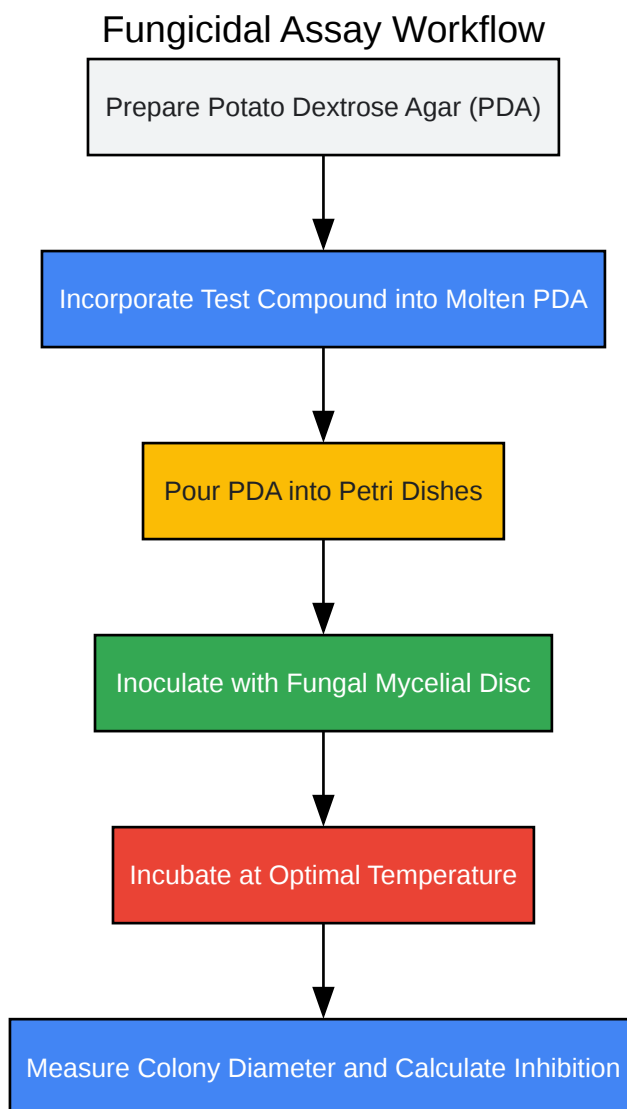 Fungicidal Assay Workflow
Prepare Potato Dextrose Agar (PDA)
Incorporate Test Compound into Molten PDA
Pour PDA into Petri Dishes
Inoculate with Fungal Mycelial Disc
Incubate at Optimal Temperature
Measure Colony Diameter and Calculate Inhibition